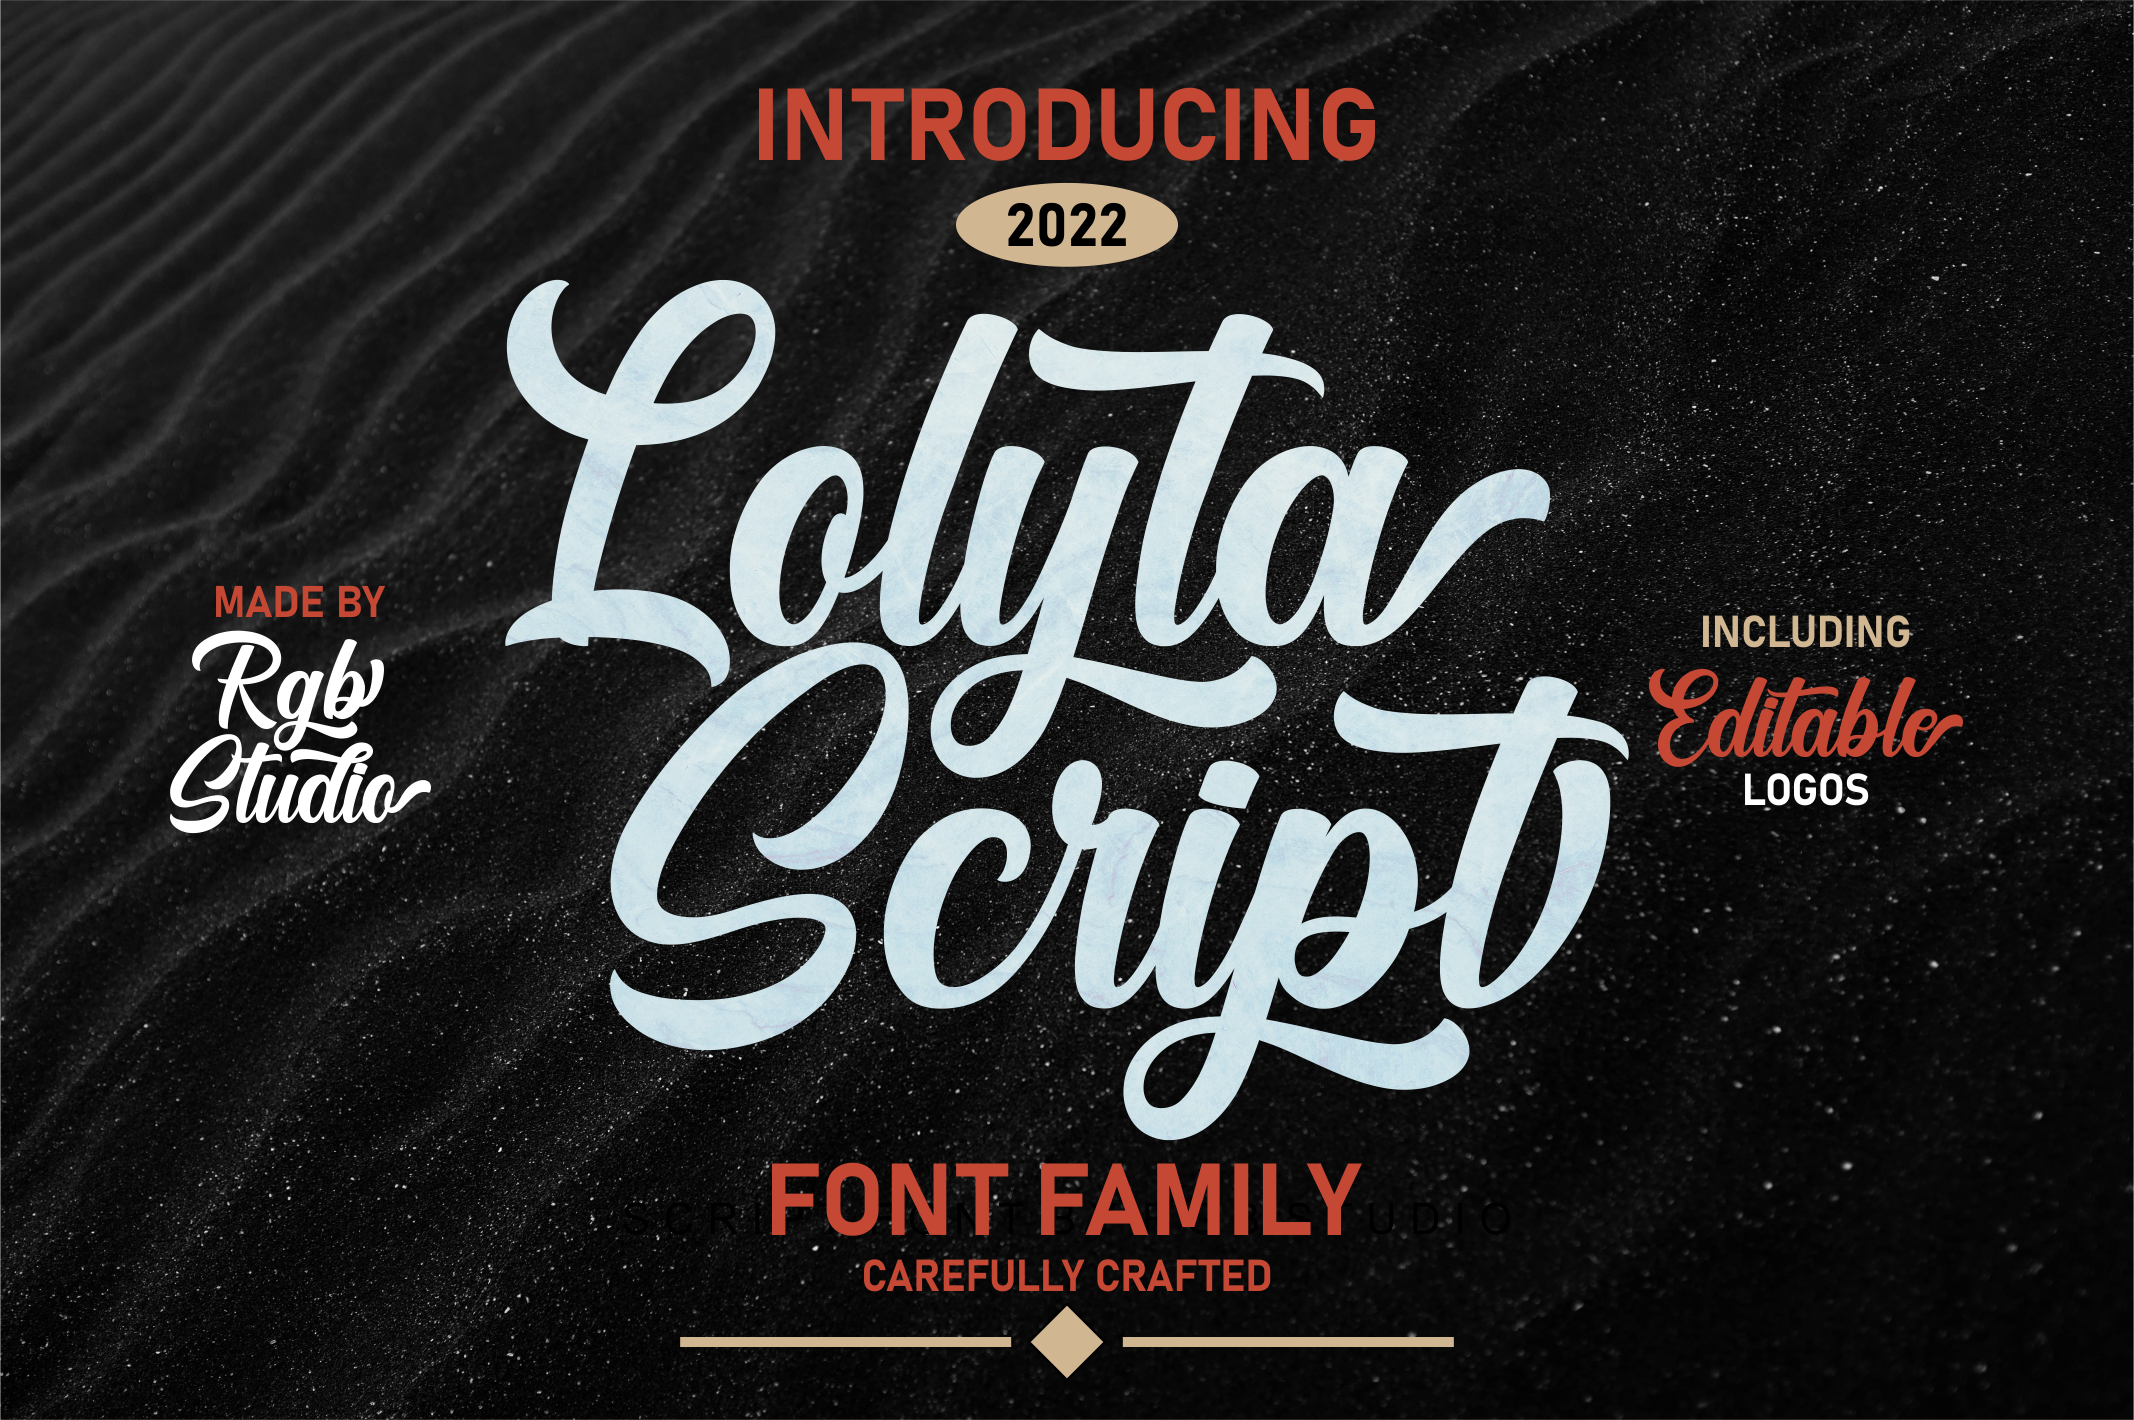 INTRODUCING
2022
Lolyta
Script
MADE BY
Rgb
Studio
INCLUDING
Editable
LOGOS
FONT FAMILY
CAREFULLY CRAFTED